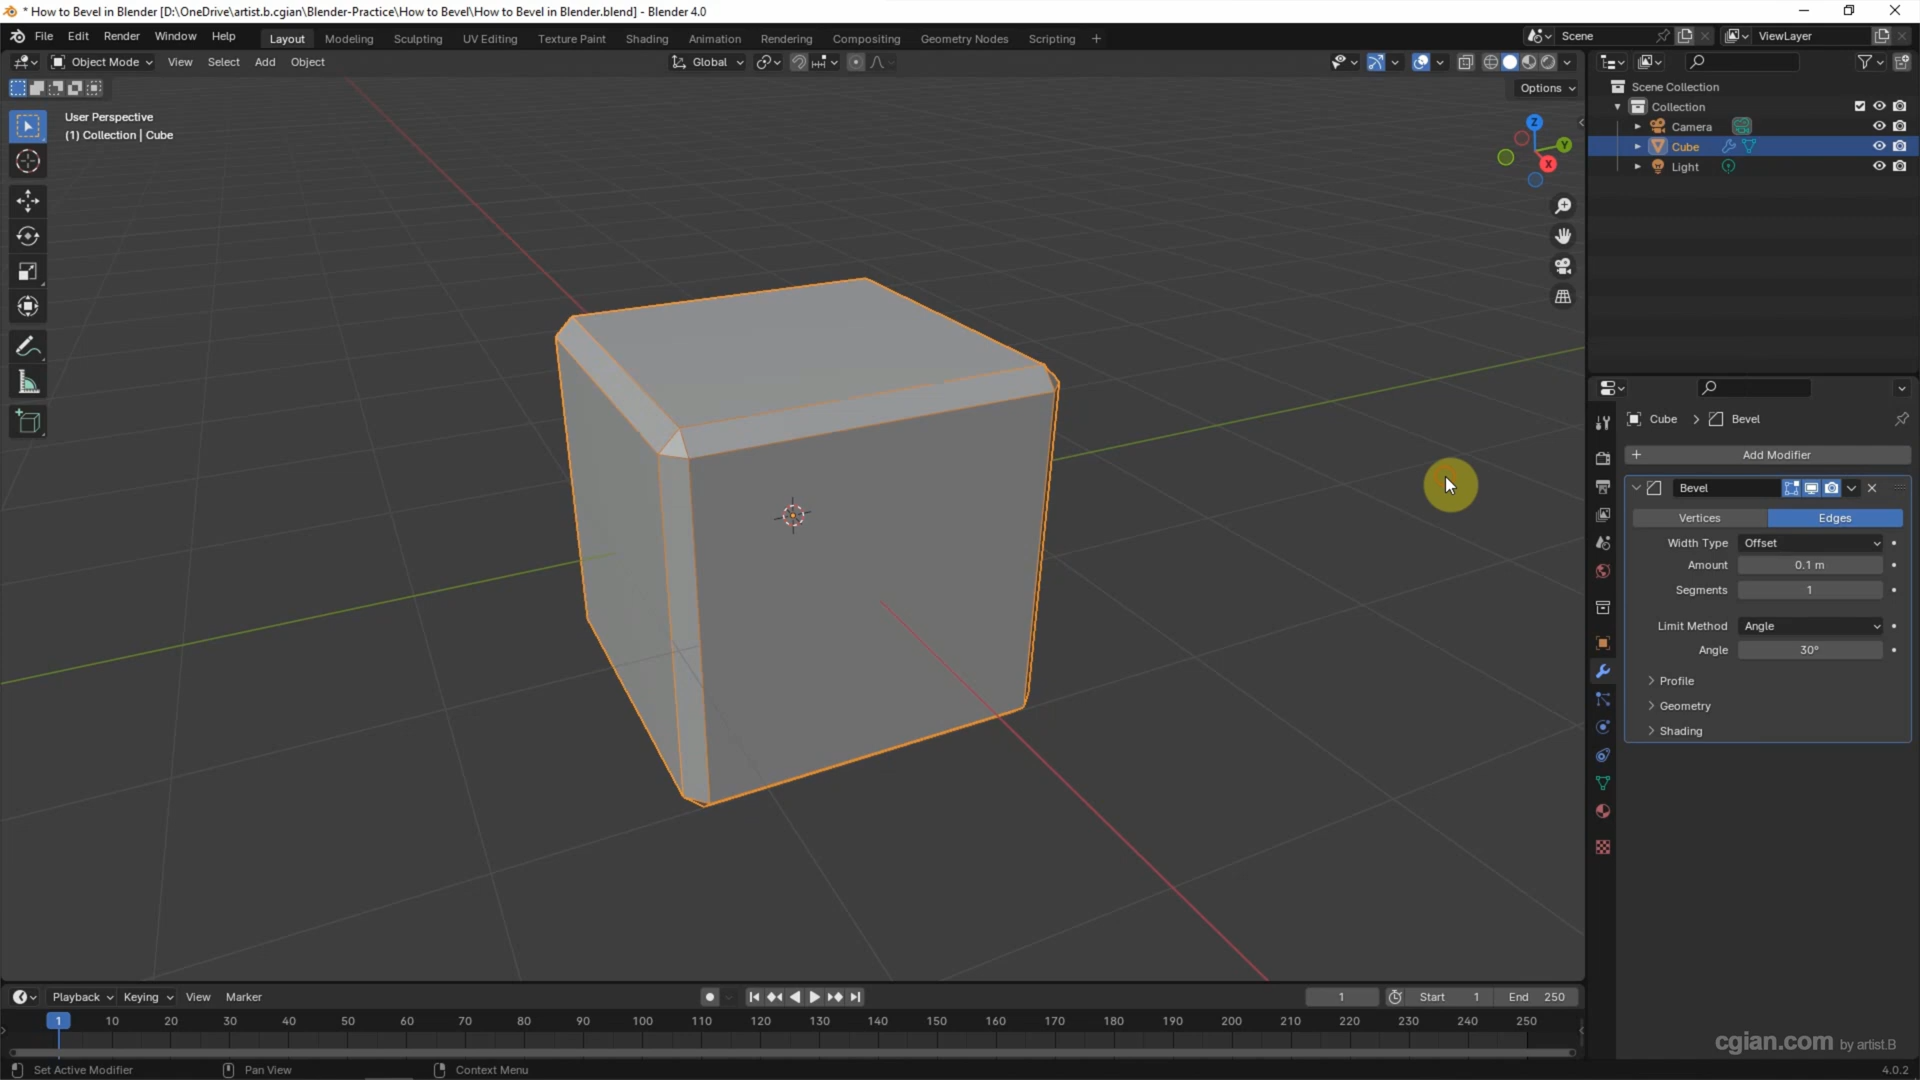 * How to Bevel in Blender [D:\OneDrive\artist.b.cgian\Blender-Practice\How to Bevel\How to Bevel in Blender.blend] - Blender 4.0
File Edit Render Window Help Layout Modeling Sculpting UV Editing Texture Paint Shading Animation Rendering Compositing Geometry Nodes Scripting + Scene ViewLayer
Object Mode View Select Add Object Global
Options
User Perspective
(1) Collection | Cube
Z
Y
X
Scene Collection
Collection
Camera
Cube
Light
Cube > Bevel
+ Add Modifier
Bevel
Vertices Edges
Width Type Offset
Amount 0.1 m
Segments 1
Limit Method Angle
Angle 30°
Profile
Geometry
Shading
Playback Keying View Marker 1 Start 1 End 250
1 10 20 30 40 50 60 70 80 90 100 110 120 130 140 150 160 170 180 190 200 210 220 230 240 250
cgian.com by artist.B
Set Active Modifier Pan View Context Menu 4.0.2